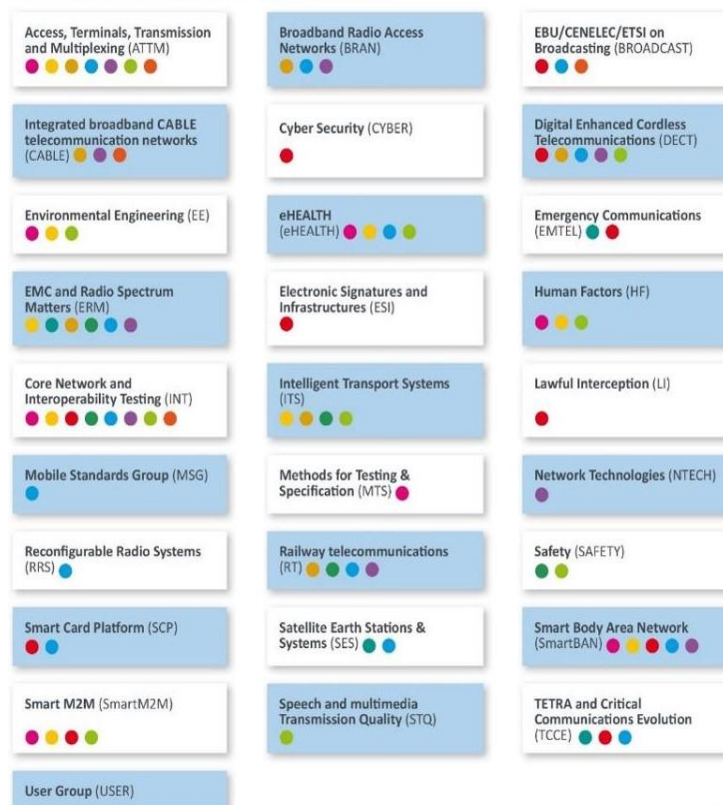 Access, Terminals, Transmission
and Multiplexing (ATTM)
Broadband Radio Access
Networks (BRAN)
EBU/CENELEC/ETSI on
Broadcasting (BROADCAST)
Integrated broadband CABLE
telecommunication networks
(CABLE)
Cyber Security (CYBER)
Digital Enhanced Cordless
Telecommunications (DECT)
Environmental Engineering (EE)
eHEALTH
(eHEALTH)
Emergency Communications
(EMTEL)
EMC and Radio Spectrum
Matters (ERM)
Electronic Signatures and
Infrastructures (ESI)
Human Factors (HF)
Core Network and
Interoperability Testing (INT)
Intelligent Transport Systems
(ITS)
Lawful Interception (LI)
Mobile Standards Group (MSG)
Methods for Testing &
Specification (MTS)
Network Technologies (NTECH)
Reconfigurable Radio Systems
(RRS)
Railway telecommunications
(RT)
Safety (SAFETY)
Smart Card Platform (SCP)
Satellite Earth Stations &
Systems (SES)
Smart Body Area Network
(SmartBAN)
Smart M2M (SmartM2M)
Speech and multimedia
Transmission Quality (STQ)
TETRA and Critical
Communications Evolution
(TCCE)
User Group (USER)